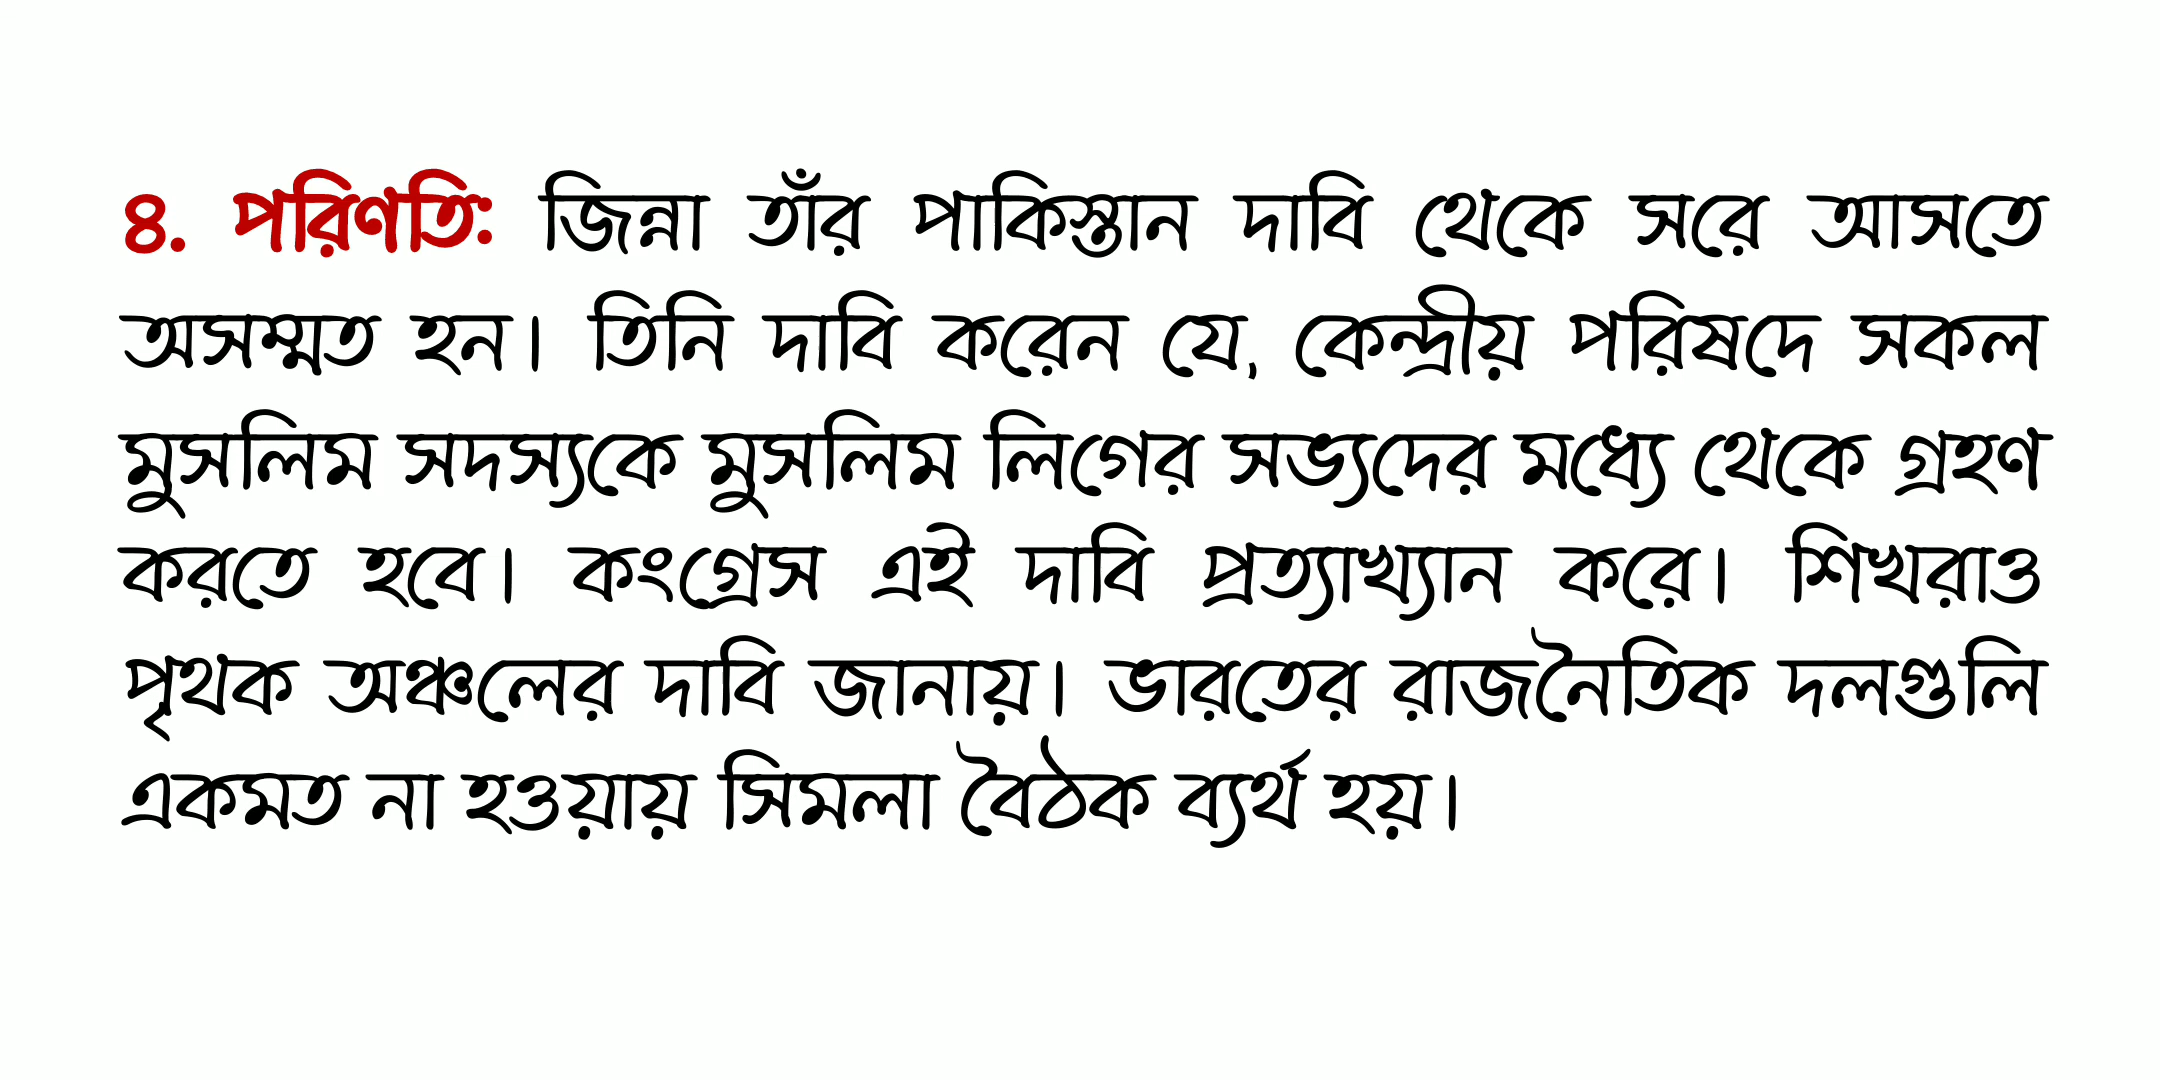 ৪. পরিণতি: জিন্না তাঁর পাকিস্তান দাবি থেকে সরে আসতে
অসম্মত হন। তিনি দাবি করেন যে, কেন্দ্রীয় পরিষদে সকল
মুসলিম সদস্যকে মুসলিম লিগের সভ্যদের মধ্যে থেকে গ্রহণ
করতে হবে। কংগ্রেস এই দাবি প্রত্যাখ্যান করে। শিখরাও
পৃথক অঞ্চলের দাবি জানায়। ভারতের রাজনৈতিক দলগুলি
একমত না হওয়ায় সিমলা বৈঠক ব্যর্থ হয়।